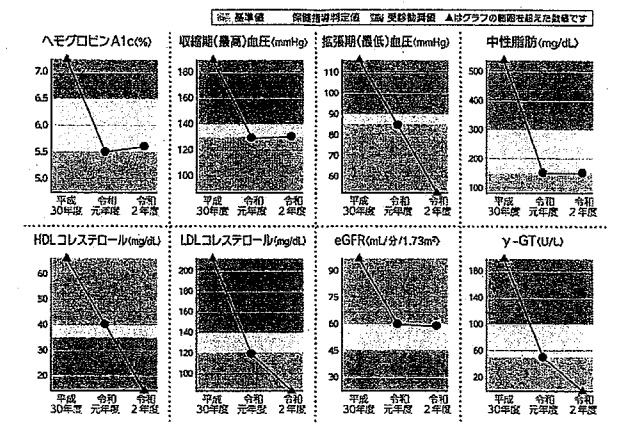 基準値 保健指導判定値 受診勧奨値 ▲はグラフの範囲を超えた数値です
ヘモグロビンA1c(%)
7.0
6.5
6.0
5.5
5.0
平成30年度 令和元年度 令和2年度
収縮期(最高)血圧(mmHg)
180
160
140
120
100
平成30年度 令和元年度 令和2年度
拡張期(最低)血圧(mmHg)
110
100
90
80
70
60
平成30年度 令和元年度 令和2年度
中性脂肪(mg/dL)
500
400
300
200
100
平成30年度 令和元年度 令和2年度
HDLコレステロール(mg/dL)
60
50
40
30
20
平成30年度 令和元年度 令和2年度
LDLコレステロール(mg/dL)
200
180
160
140
120
100
平成30年度 令和元年度 令和2年度
eGFR(mL/分/1.73m²)
90
70
60
45
30
平成30年度 令和元年度 令和2年度
γ-GT(U/L)
180
140
100
60
20
平成30年度 令和元年度 令和2年度